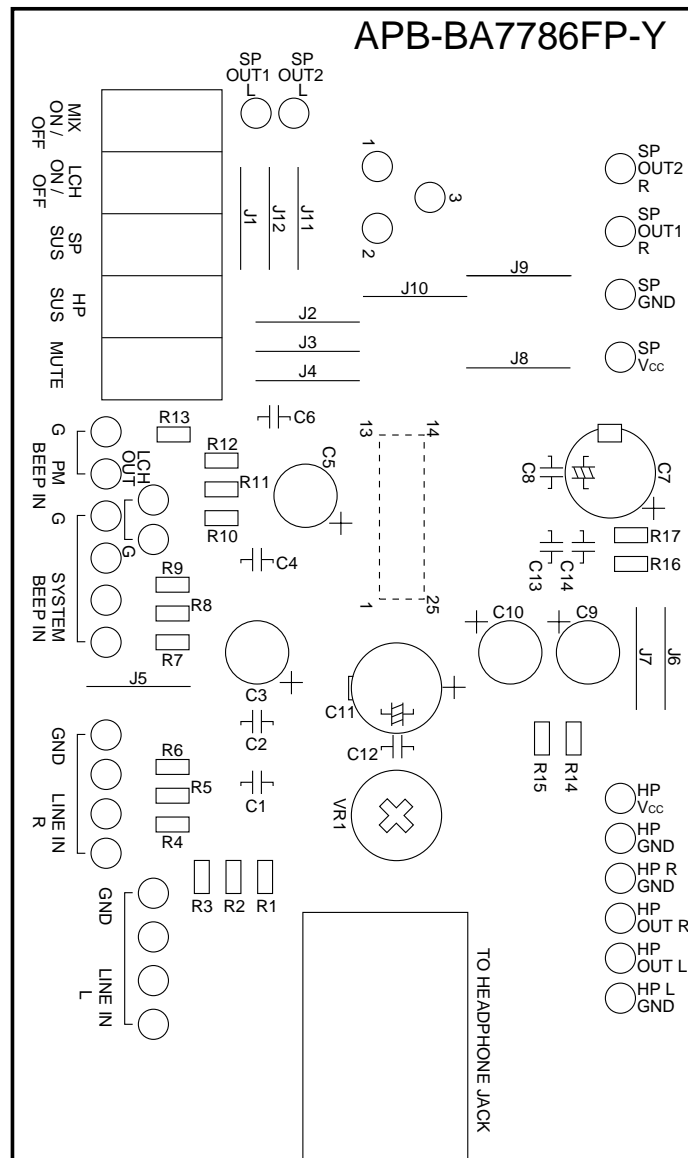 APB-BA7786FP-Y
SP
OUT1
L
SP
OUT2
L
MIX
ON /
OFF
LCH
ON /
OFF
SP
SUS
HP
SUS
MUTE
J1
J12
J11
1
2
3
SP
OUT2
R
SP
OUT1
R
SP
GND
SP
VCC
J9
J10
J2
J3
J4
J8
C6
R13
R12
R11
R10
G
PM
BEEP IN
LCH
OUT
G
G
SYSTEM
BEEP IN
C5
13
14
1
25
C8
C7
C13
C14
R17
R16
C4
R9
R8
R7
C10
C9
J7
J6
J5
C3
C2
C1
C11
C12
VR1
GND
LINE IN
R
R6
R5
R4
R15
R14
R3
R2
R1
GND
LINE IN
L
HP
VCC
HP
GND
HP R
GND
HP
OUT R
HP
OUT L
HP L
GND
TO HEADPHONE JACK